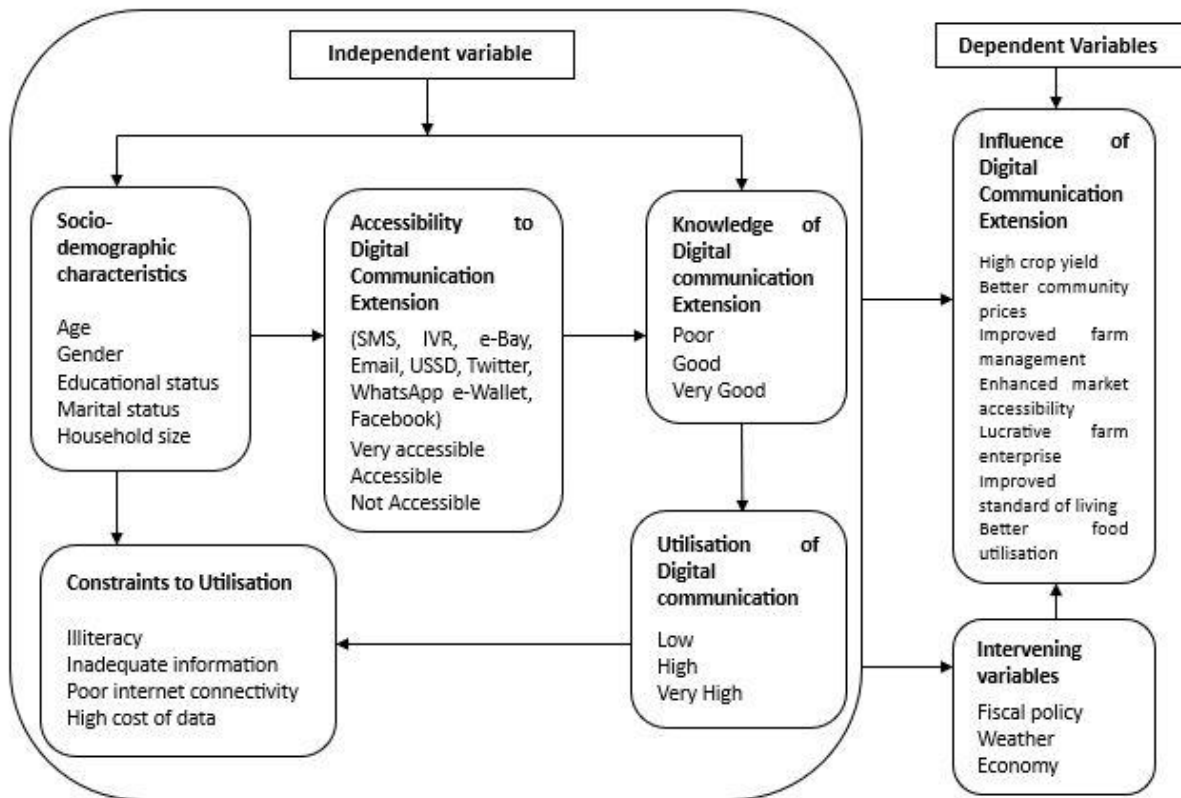 Independent variable
Dependent Variables
Socio-
demographic
characteristics
Age
Gender
Educational status
Marital status
Household size
Accessibility to
Digital
Communication
Extension
(SMS, IVR, e-Bay,
Email, USSD, Twitter,
WhatsApp e-Wallet,
Facebook)
Very accessible
Accessible
Not Accessible
Knowledge of
Digital
communication
Extension
Poor
Good
Very Good
Influence of
Digital
Communication
Extension
High crop yield
Better community
prices
Improved farm
management
Enhanced market
accessibility
Lucrative farm
enterprise
Improved
standard of living
Better food
utilisation
Constraints to Utilisation
Illiteracy
Inadequate information
Poor internet connectivity
High cost of data
Utilisation of
Digital
communication
Low
High
Very High
Intervening
variables
Fiscal policy
Weather
Economy